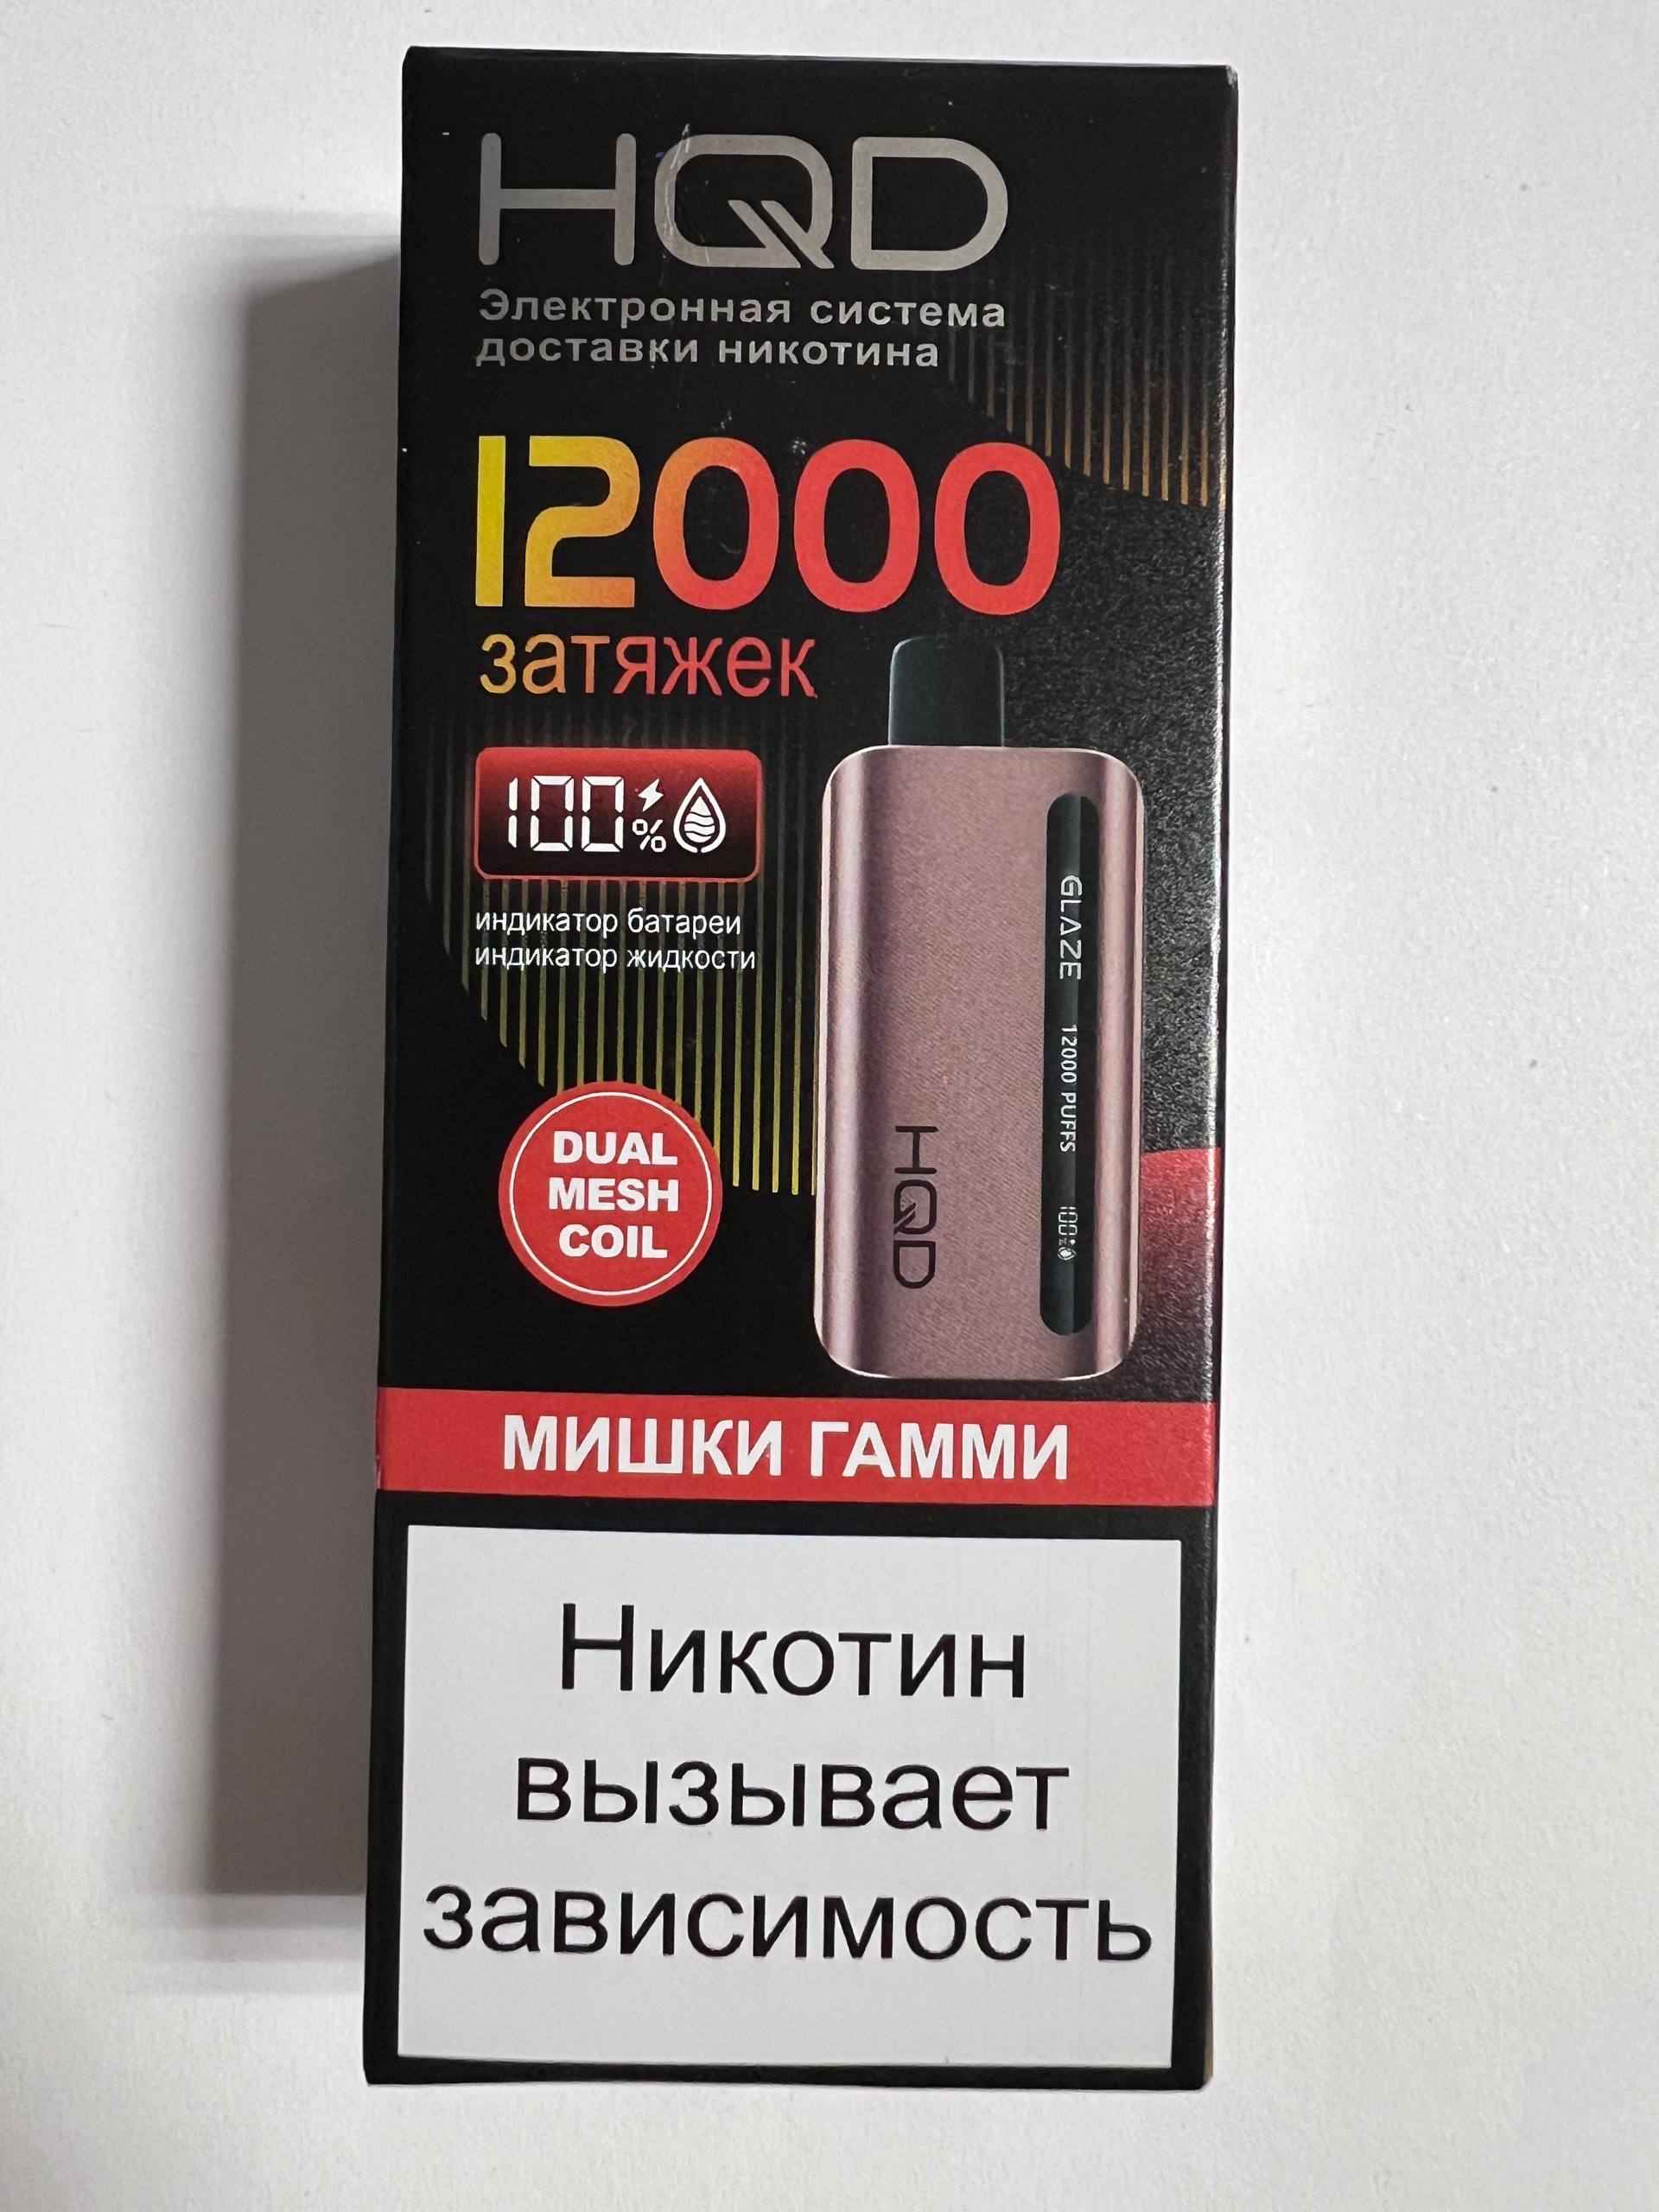 HQD
Электронная система
доставки никотина
12000
затяжек
100%
индикатор батареи
индикатор жидкости
DUAL
MESH
COIL
GLAZE 12000 PUFFS 100%
HQD
МИШКИ ГАММИ
Никотин
вызывает
зависимость